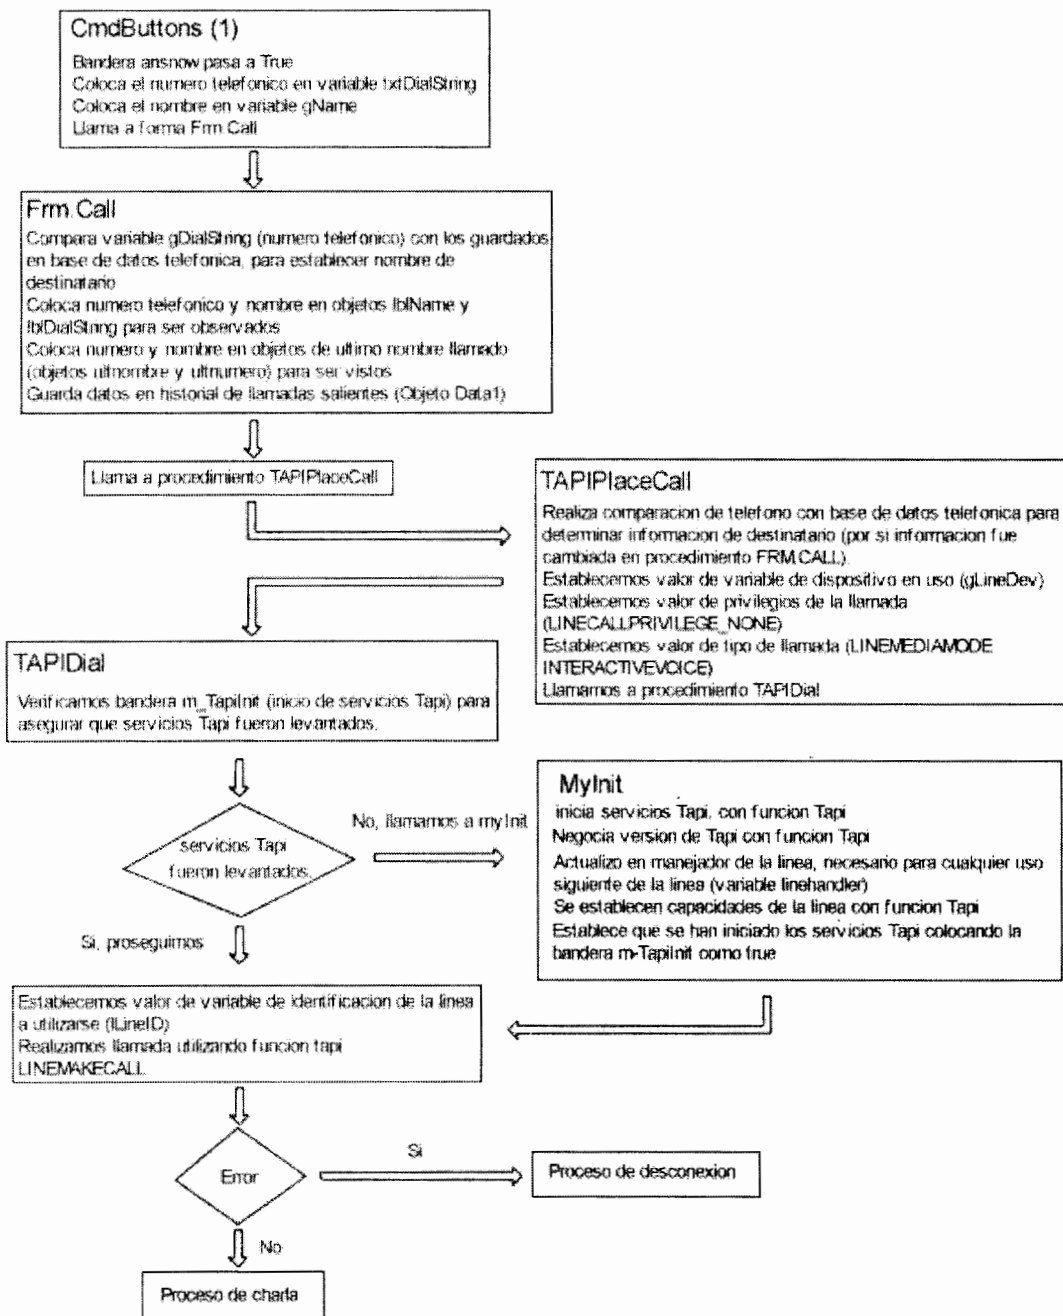 CmdButtons (1)
Bandera ansnow pasa a True
Coloca el numero telefonico en variable txtDialString
Coloca el nombre en variable gName
Llama a forma Frm.Call
Frm.Call
Compara variable gDialString (numero telefonico) con los guardados
en base de datos telefonica, para establecer nombre de
destinatario
Coloca numero telefonico y nombre en objetos lblName y
lblDialString para ser observados
Coloca numero y nombre en objetos de ultimo nombre llamado
(objetos ultnombre y ultnumero) para ser vistos
Guarda datos en historial de llamadas salientes (Objeto Data1)
Llama a procedimiento TAPIPlaceCall
TAPIPlaceCall
Realiza comparacion de telefono con base de datos telefonica para
determinar informacion de destinatario (por si informacion fue
cambiada en procedimiento FRM.CALL).
Establecemos valor de variable de dispositivo en uso (gLineDev)
Establecemos valor de privilegios de la llamada
(LINECALLPRIVILEGE_NONE)
Establecemos valor de tipo de llamada (LINEMEDIAMODE
INTERACTIVEVOICE)
Llamamos a procedimiento TAPIDial
TAPIDial
Verificamos bandera m_TapiInit (inicio de servicios Tapi) para
asegurar que servicios Tapi fueron levantados.
servicios Tapi
fueron levantados.
No, llamamos a myInit
MyInit
inicia servicios Tapi, con funcion Tapi
Negocia version de Tapi con funcion Tapi
Actualizo en manejador de la linea, necesario para cualquier uso
siguiente de la linea (variable linehandler)
Se establecen capacidades de la linea con funcion Tapi
Establece que se han iniciado los servicios Tapi colocando la
bandera m-TapiInit como true
Si, proseguimos
Establecemos valor de variable de identificacion de la linea
a utilizarse (lLineID)
Realizamos llamada utilizando funcion tapi
LINEMAKECALL
Error
Si
Proceso de desconexion
No
Proceso de charla